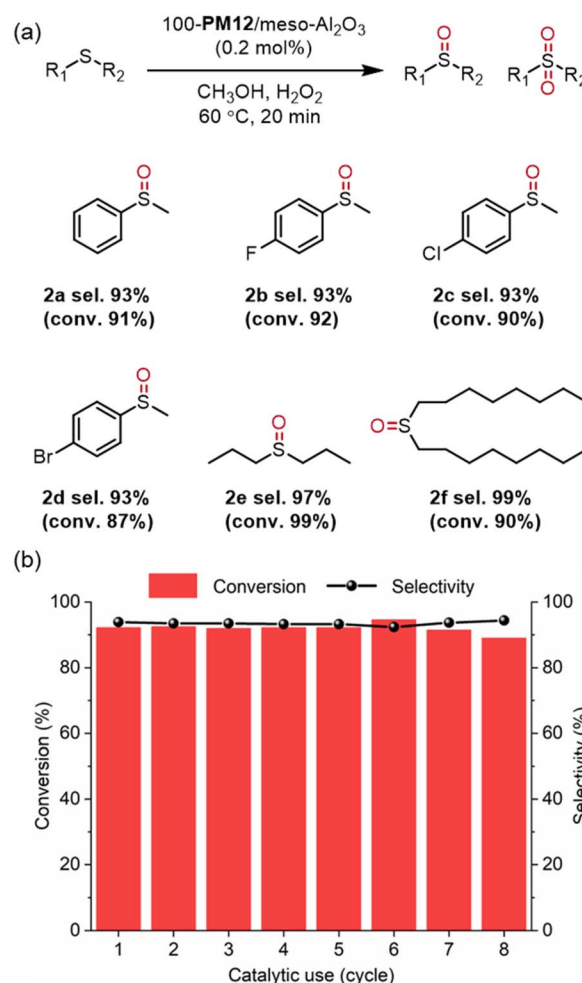 (a)
100-PM12/meso-Al₂O₃
(0.2 mol%)
CH₃OH, H₂O₂
60 °C, 20 min
R₁ S R₂
O
R₁ S R₂
O
R₁ S R₂
O
O
S
O
S
F
O
S
Cl
2a sel. 93% 2b sel. 93% 2c sel. 93%
(conv. 91%) (conv. 92) (conv. 90%)
O
S
Br
O
S
O=S
2d sel. 93% 2e sel. 97% 2f sel. 99%
(conv. 87%) (conv. 99%) (conv. 90%)
(b)
Conversion Selectivity
100 100
80 80
60 60
40 40
20 20
0 0
Conversion (%)
Selectivity (%)
1 2 3 4 5 6 7 8
Catalytic use (cycle)